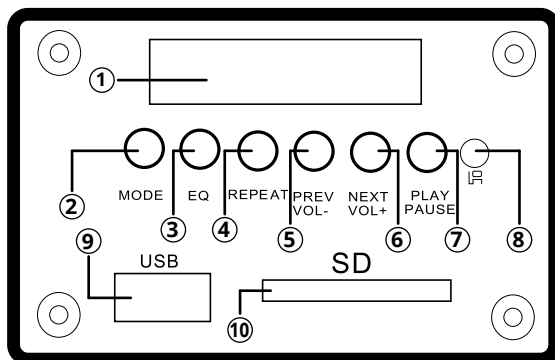 ①
MODE EQ REPEAT PREV NEXT PLAY
VOL- VOL+ PAUSE
② ③ ④ ⑤ ⑥ ⑦ ⑧
⑨ USB SD
⑩